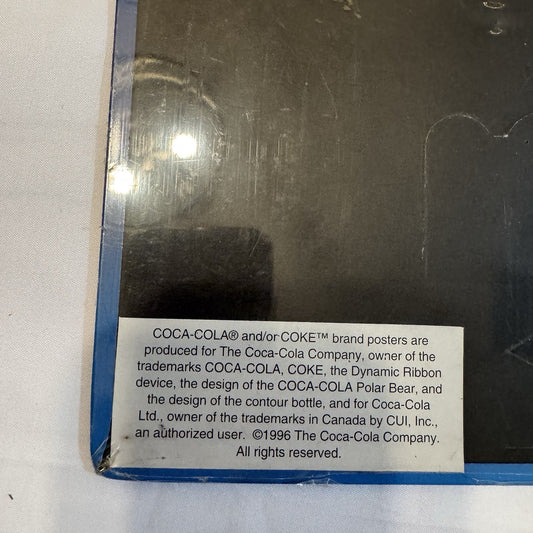 COCA-COLA® and/or COKE™ brand posters are
produced for The Coca-Cola Company, owner of the
trademarks COCA-COLA, COKE, the Dynamic Ribbon
device, the design of the COCA-COLA Polar Bear, and
the design of the contour bottle, and for Coca-Cola
Ltd., owner of the trademarks in Canada by CUI, Inc.,
an authorized user. ©1996 The Coca-Cola Company.
All rights reserved.